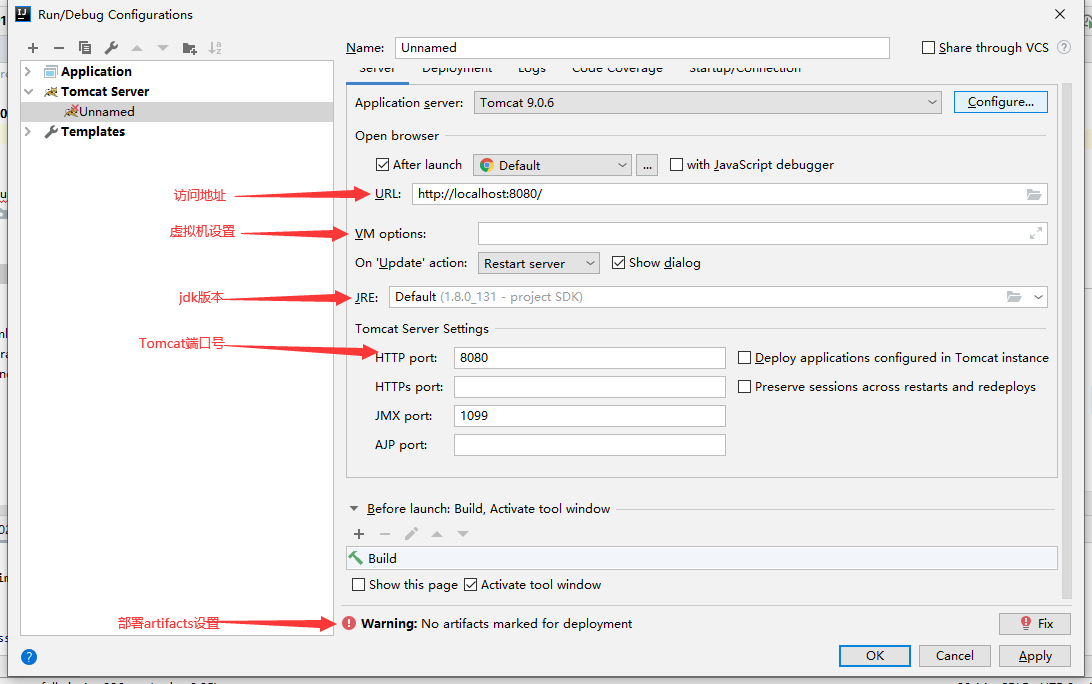 Run/Debug Configurations
Name: Unnamed
Share through VCS
Application
Tomcat Server
Unnamed
Templates
Server Deployment Logs Code Coverage Startup/Connection
Application server: Tomcat 9.0.6 Configure...
Open browser
After launch Default ... with JavaScript debugger
访问地址 URL: http://localhost:8080/
虚拟机设置 VM options:
On 'Update' action: Restart server Show dialog
jdk版本 JRE: Default (1.8.0_131 - project SDK)
Tomcat Server Settings
Tomcat端口号 HTTP port: 8080 Deploy applications configured in Tomcat instance
HTTPs port: Preserve sessions across restarts and redeploys
JMX port: 1099
AJP port:
Before launch: Build, Activate tool window
Build
Show this page Activate tool window
部署artifacts设置 Warning: No artifacts marked for deployment Fix
OK Cancel Apply